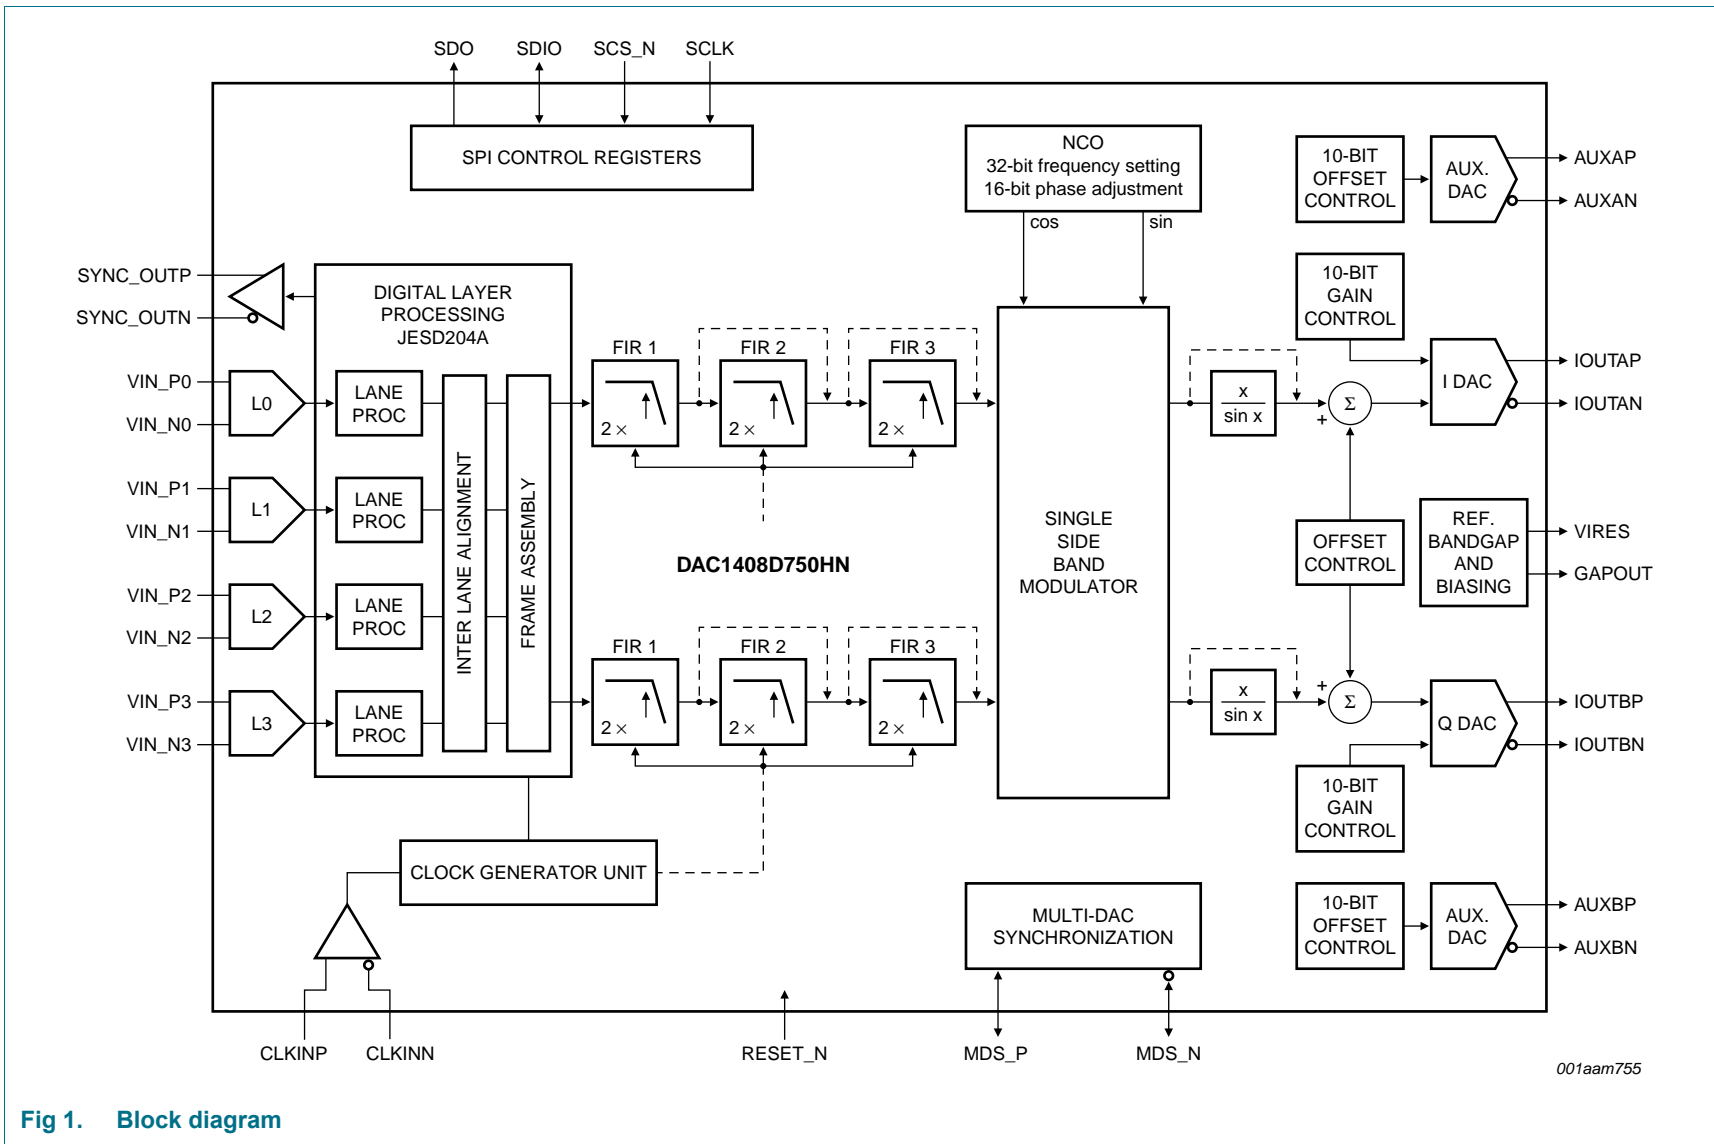 SDO
SDIO
SCS_N
SCLK
SPI CONTROL REGISTERS
NCO
32-bit frequency setting
16-bit phase adjustment
cos
sin
10-BIT
OFFSET
CONTROL
AUX.
DAC
AUXAP
AUXAN
SYNC_OUTP
SYNC_OUTN
DIGITAL LAYER
PROCESSING
JESD204A
10-BIT
GAIN
CONTROL
VIN_P0
VIN_N0
L0
LANE
PROC
VIN_P1
VIN_N1
L1
LANE
PROC
VIN_P2
VIN_N2
L2
LANE
PROC
VIN_P3
VIN_N3
L3
LANE
PROC
INTER LANE ALIGNMENT
FRAME ASSEMBLY
FIR 1
FIR 2
FIR 3
2 ×
2 ×
2 ×
DAC1408D750HN
FIR 1
FIR 2
FIR 3
2 ×
2 ×
2 ×
SINGLE
SIDE
BAND
MODULATOR
x
sin x
+
Σ
I DAC
IOUTAP
IOUTAN
OFFSET
CONTROL
REF.
BANDGAP
AND
BIASING
VIRES
GAPOUT
x
sin x
+
Σ
Q DAC
IOUTBP
IOUTBN
10-BIT
GAIN
CONTROL
CLOCK GENERATOR UNIT
MULTI-DAC
SYNCHRONIZATION
10-BIT
OFFSET
CONTROL
AUX.
DAC
AUXBP
AUXBN
CLKINP
CLKINN
RESET_N
MDS_P
MDS_N
001aam755
Fig 1. Block diagram